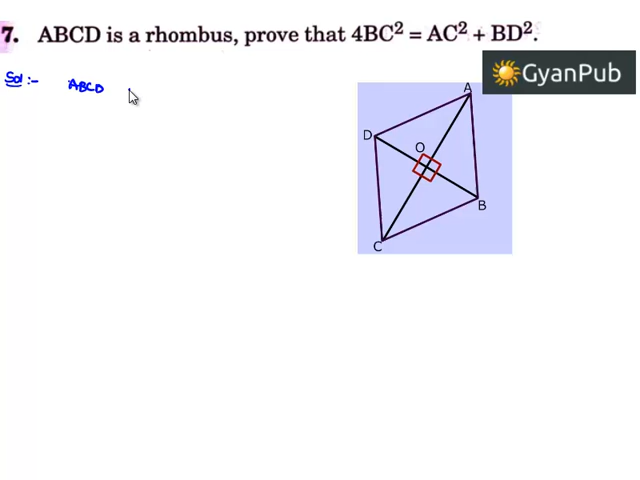 7. ABCD is a rhombus, prove that 4BC² = AC² + BD².
GyanPub
Sol :-
ABCD
A
D
O
B
C